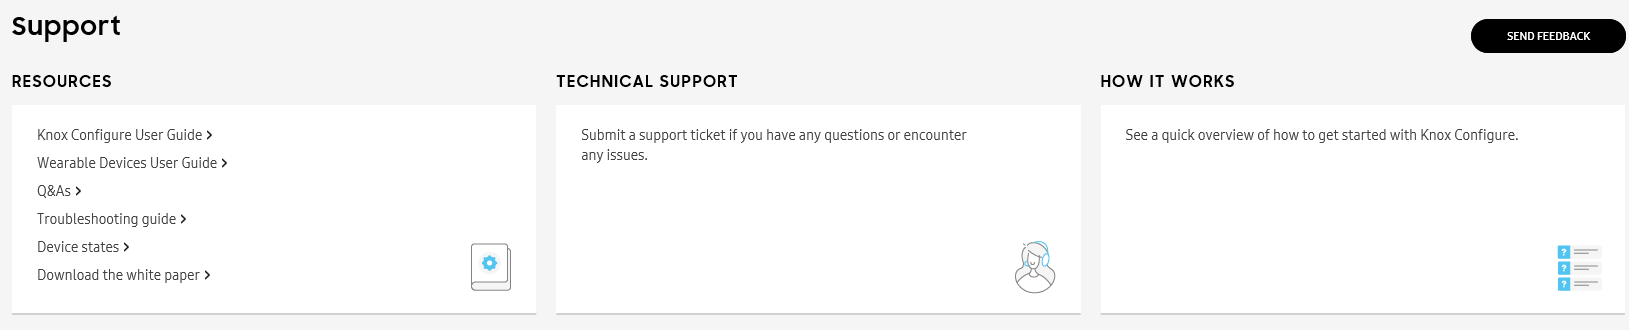 Support
SEND FEEDBACK
RESOURCES
Knox Configure User Guide >
Wearable Devices User Guide >
Q&As >
Troubleshooting guide >
Device states >
Download the white paper >
TECHNICAL SUPPORT
Submit a support ticket if you have any questions or encounter
any issues.
HOW IT WORKS
See a quick overview of how to get started with Knox Configure.
?
?
?